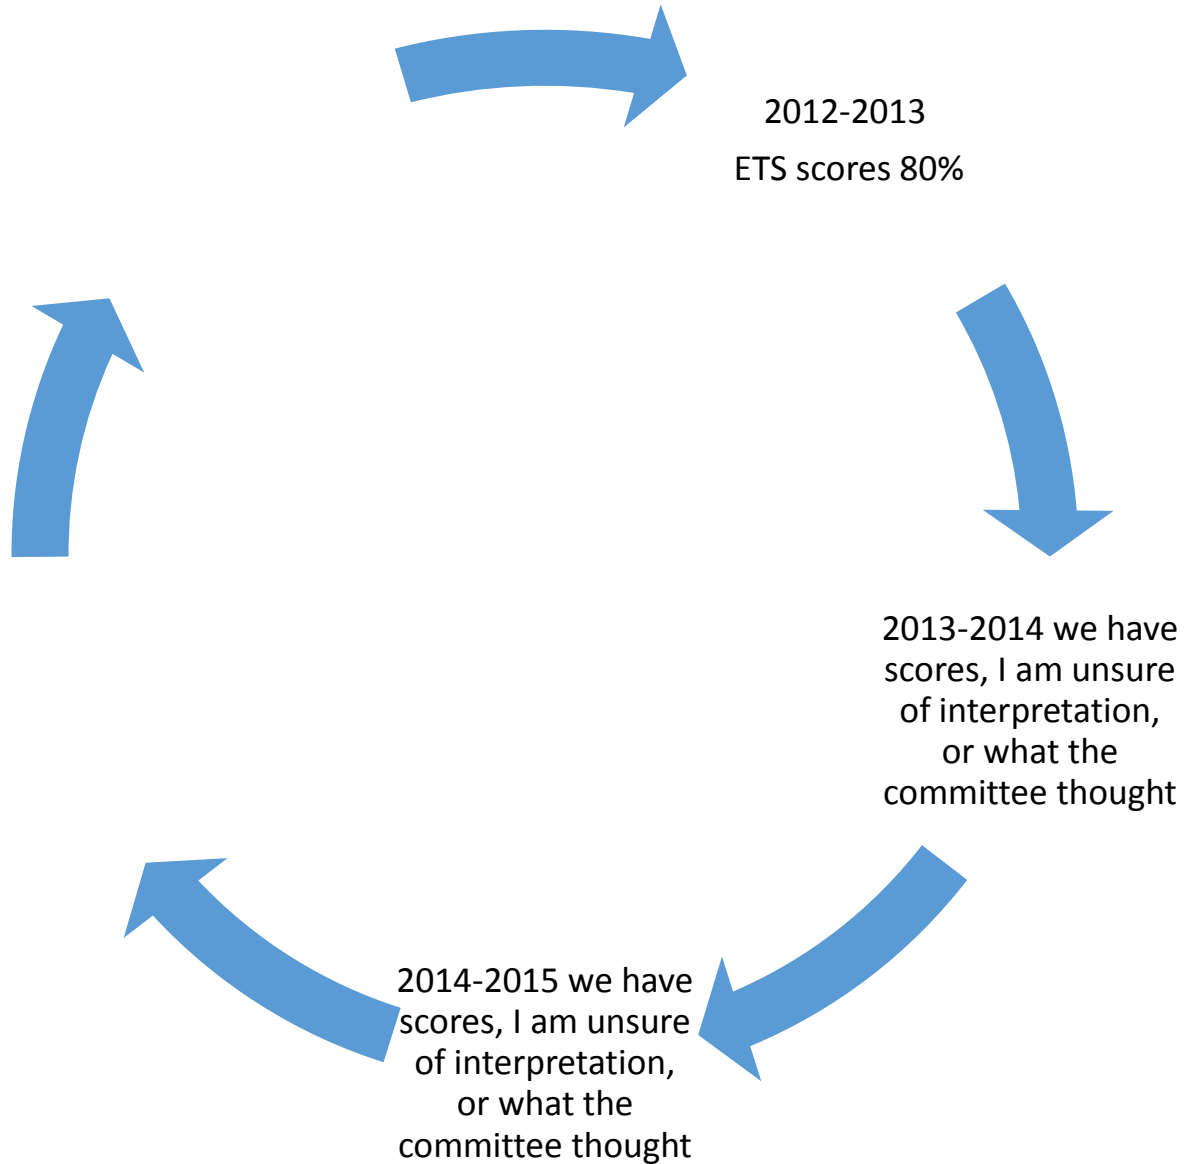 2012-2013
ETS scores 80%
2013-2014 we have
scores, I am unsure
of interpretation,
or what the
committee thought
2014-2015 we have
scores, I am unsure
of interpretation,
or what the
committee thought